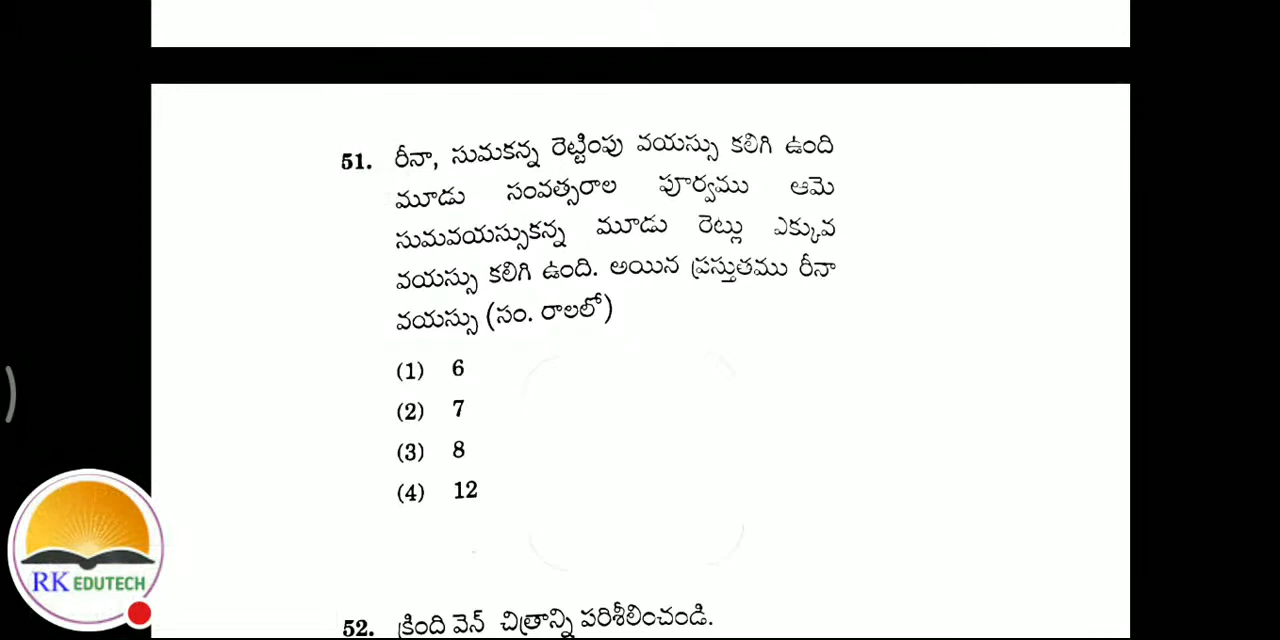 51. రీనా, సుమకన్న రెట్టింపు వయస్సు కలిగి ఉంది
మూడు సంవత్సరాల పూర్వము ఆమె
సుమవయస్సుకన్న మూడు రెట్లు ఎక్కువ
వయస్సు కలిగి ఉంది. అయిన ప్రస్తుతము రీనా
వయస్సు (సం. రాలలో)
(1) 6
(2) 7
(3) 8
(4) 12
RK EDUTECH
52. క్రింది వెన్ చిత్రాన్ని పరిశీలించండి.